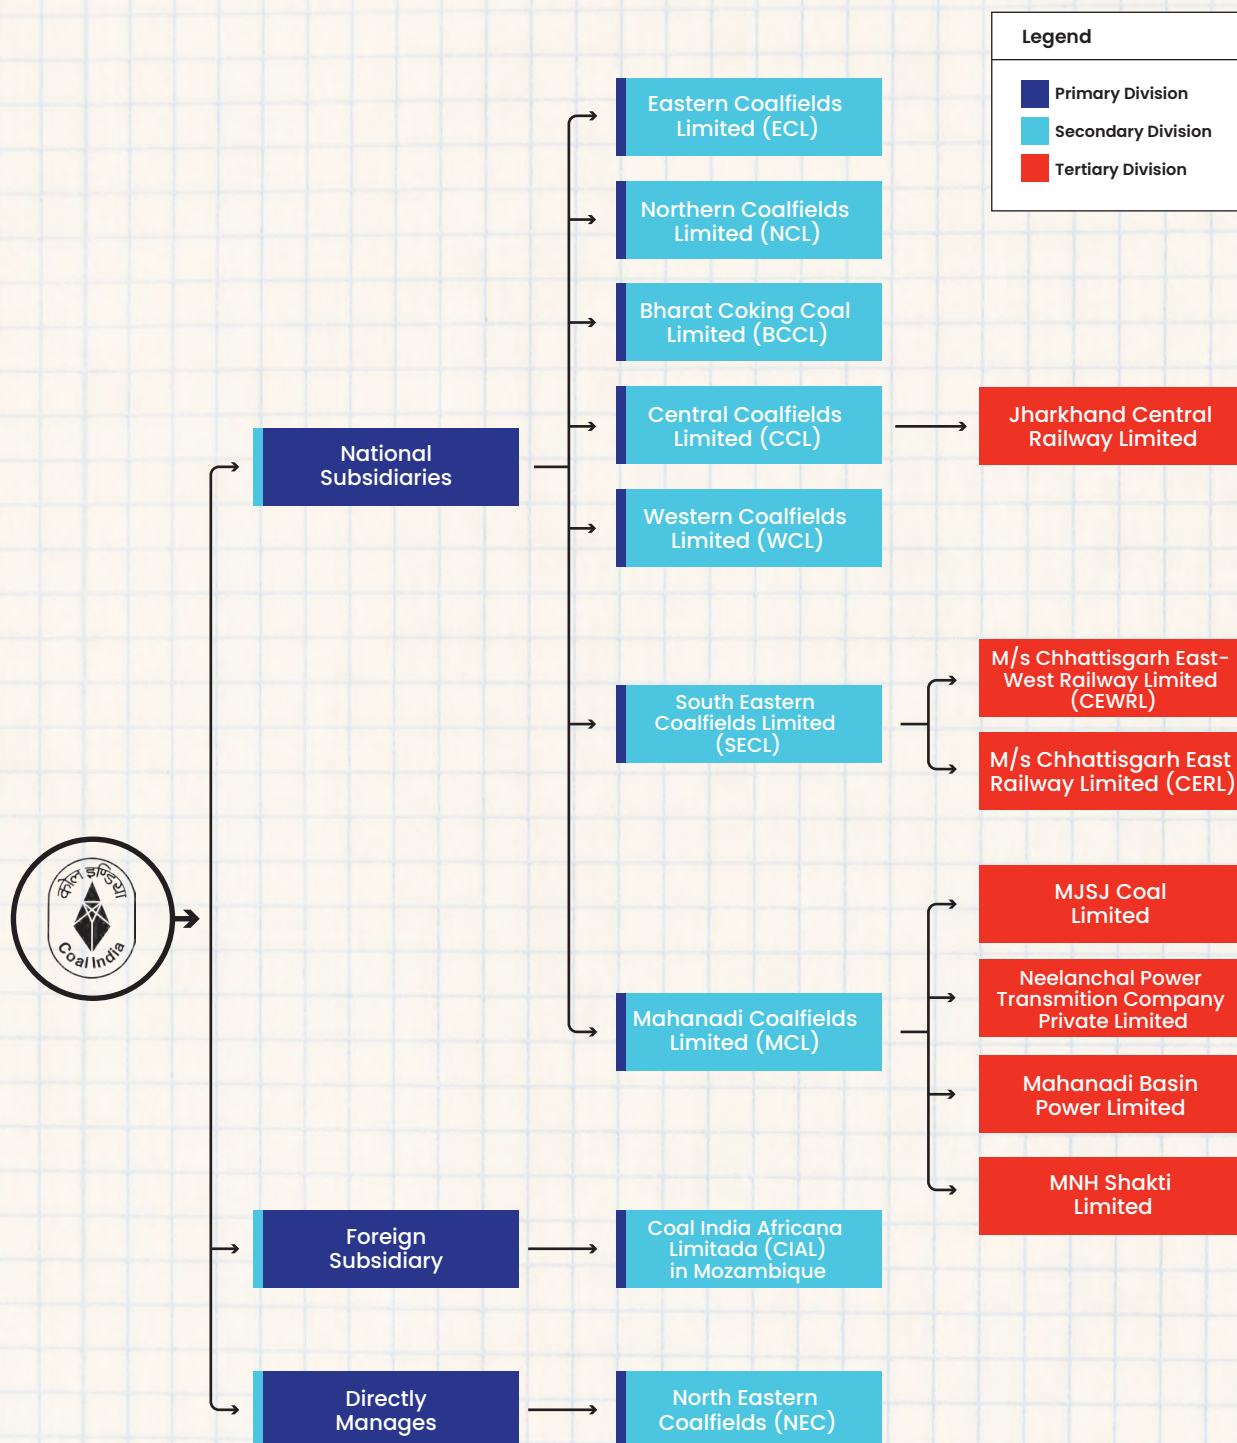 Legend
Primary Division
Secondary Division
Tertiary Division
Eastern Coalfields
Limited (ECL)
Northern Coalfields
Limited (NCL)
Bharat Coking Coal
Limited (BCCL)
Central Coalfields
Limited (CCL)
Jharkhand Central
Railway Limited
National
Subsidiaries
Western Coalfields
Limited (WCL)
M/s Chhattisgarh East-
West Railway Limited
(CEWRL)
South Eastern
Coalfields Limited
(SECL)
M/s Chhattisgarh East
Railway Limited (CERL)
कोल इण्डिया
Coal India
MJSJ Coal
Limited
Neelanchal Power
Transmition Company
Private Limited
Mahanadi Coalfields
Limited (MCL)
Mahanadi Basin
Power Limited
MNH Shakti
Limited
Foreign
Subsidiary
Coal India Africana
Limitada (CIAL)
in Mozambique
Directly
Manages
North Eastern
Coalfields (NEC)